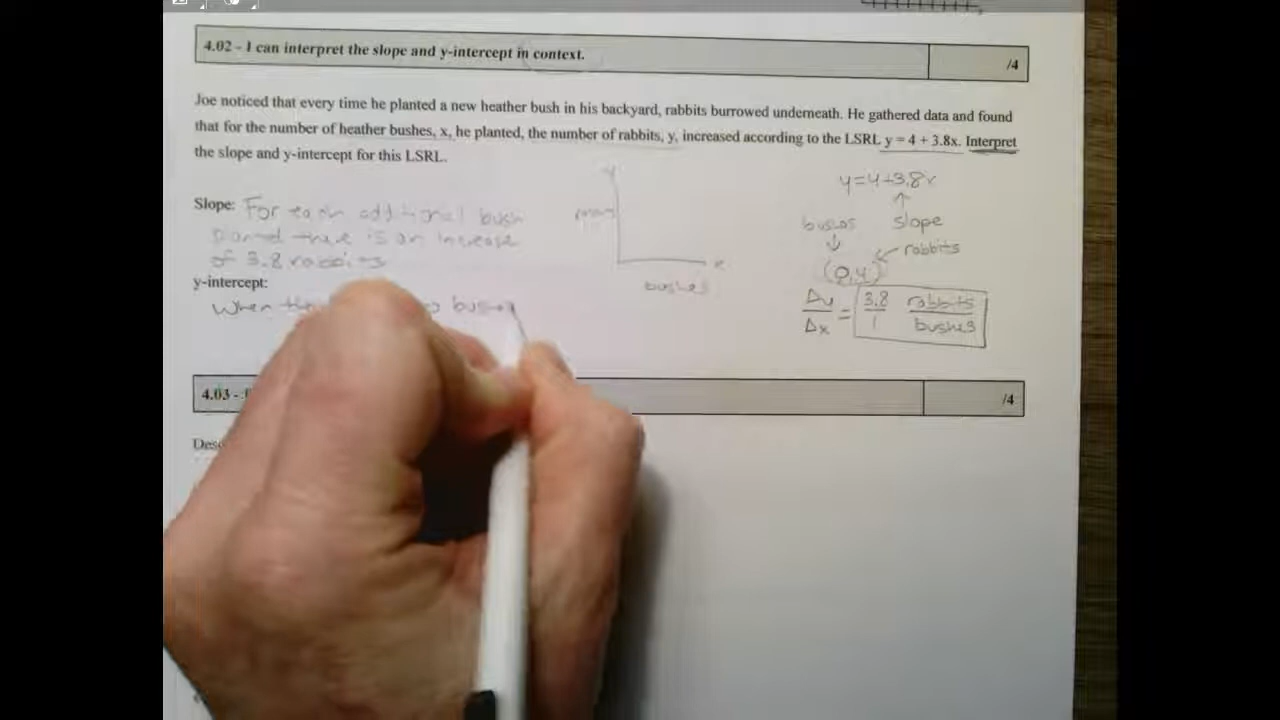 4.02 - I can interpret the slope and y-intercept in context.
/4
Joe noticed that every time he planted a new heather bush in his backyard, rabbits burrowed underneath. He gathered data and found
that for the number of heather bushes, x, he planted, the number of rabbits, y, increased according to the LSRL y = 4 + 3.8x. Interpret
the slope and y-intercept for this LSRL.
Slope: For each additional bush
planted there is an increase
of 3.8 rabbits
y-intercept:
When
y
x
bushes
y=4+3.8x
slope
rabbits
(0,4)
Δy/Δx = 3.8/1 rabbits/bushes
4.03 -
/4